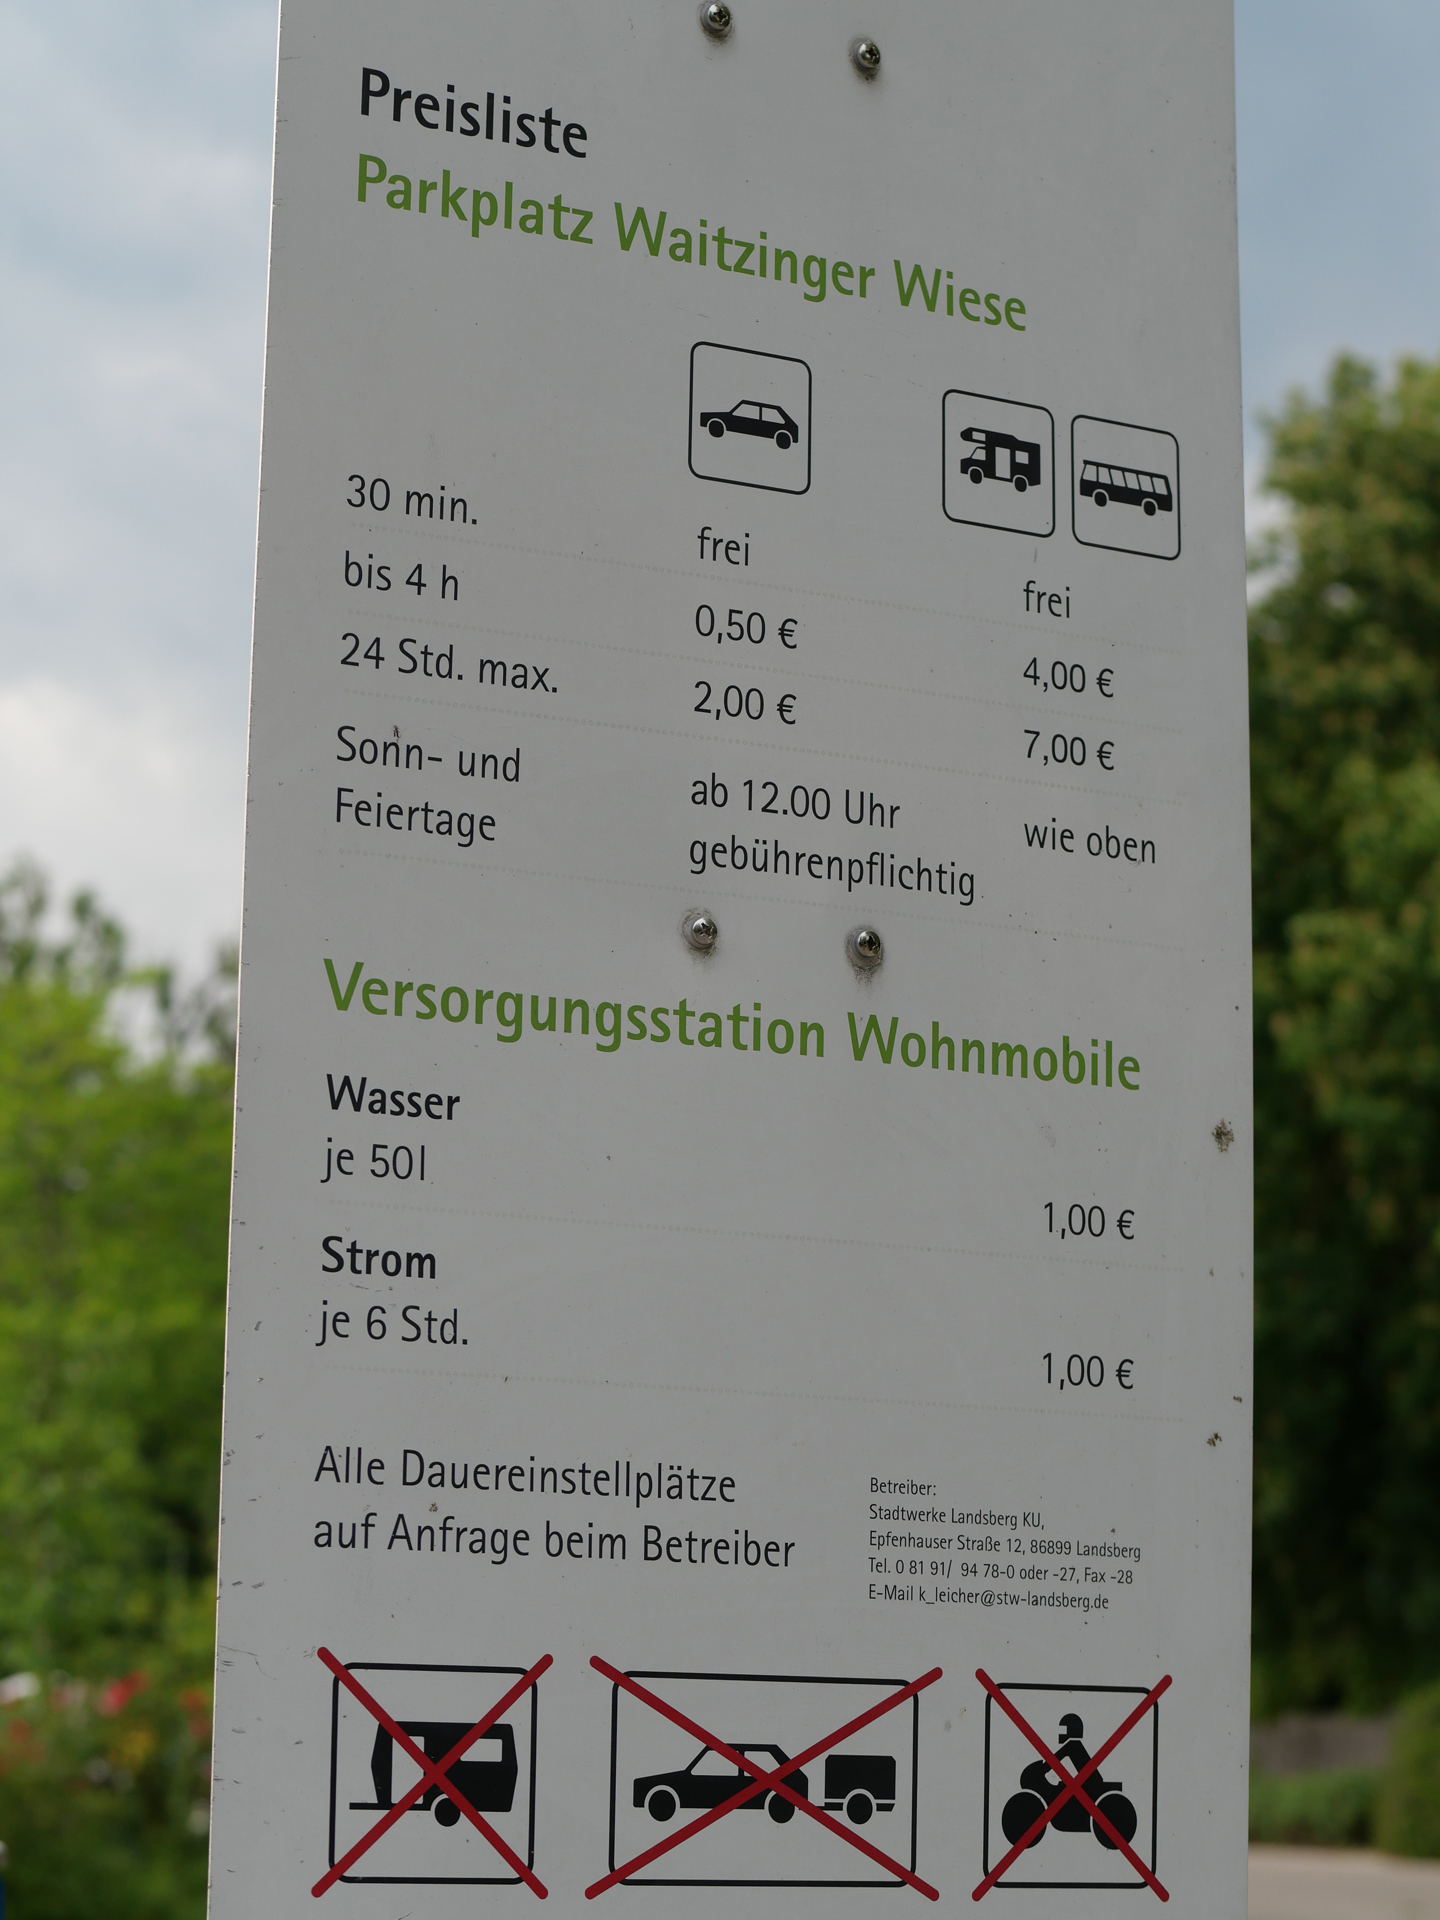 Preisliste
Parkplatz Waitzinger Wiese
30 min. frei frei
bis 4 h 0,50 € 4,00 €
24 Std. max. 2,00 € 7,00 €
Sonn- und ab 12.00 Uhr wie oben
Feiertage gebührenpflichtig
Versorgungsstation Wohnmobile
Wasser
je 50l 1,00 €
Strom
je 6 Std. 1,00 €
Alle Dauereinstellplätze
auf Anfrage beim Betreiber
Betreiber:
Stadtwerke Landsberg KU,
Epfenhauser Straße 12, 86899 Landsberg
Tel. 0 81 91/ 94 78-0 oder -27, Fax -28
E-Mail k_leicher@stw-landsberg.de